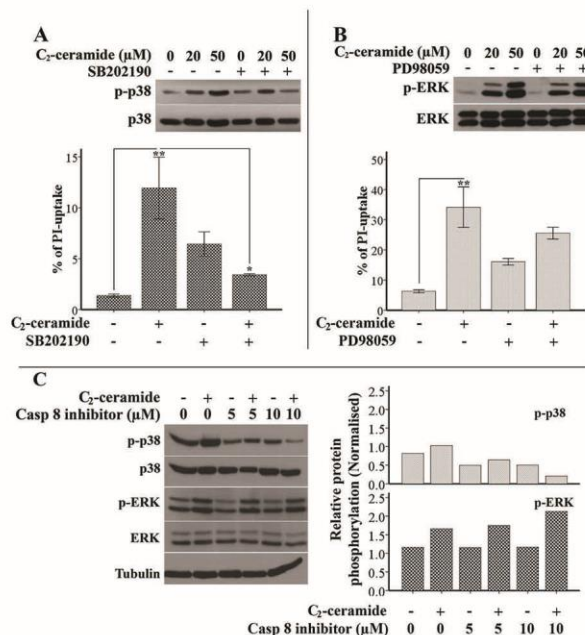 A
C₂-ceramide (µM) 0 20 50 0 20 50
SB202190 - - - + + +
p-p38
p38
% of PI-uptake
15
10
5
0
**
*
C₂-ceramide - + - +
SB202190 - - + +
B
C₂-ceramide (µM) 0 20 50 0 20 50
PD98059 - - - + + +
p-ERK
ERK
% of PI-uptake
50
40
30
20
10
0
**
C₂-ceramide - + - +
PD98059 - - + +
C
C₂-ceramide - + - + - +
Casp 8 inhibitor (µM) 0 0 5 5 10 10
p-p38
p38
p-ERK
ERK
Tubulin
Relative protein
phosphorylation (Normalised)
2.5
2.0
1.5
1.0
0.5
0.0
p-p38
2.0
1.5
1.0
0.5
0.0
p-ERK
C₂-ceramide - + - + - +
Casp 8 inhibitor (µM) 0 0 5 5 10 10